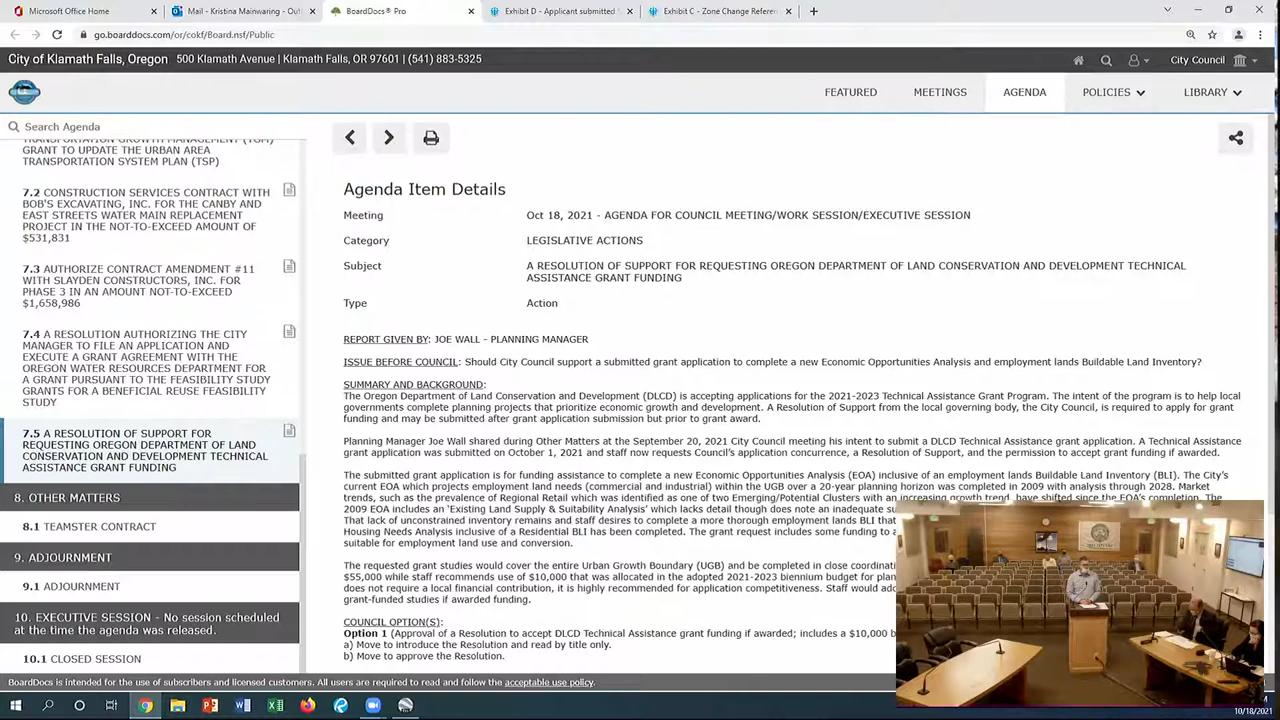 Microsoft Office Home
Mail - Kristina Mainwaring - Out
BoardDocs® Pro
Exhibit D - Applicant submitted
Exhibit C - Zone Change Refere
go.boarddocs.com/or/cokf/Board.nsf/Public
City of Klamath Falls, Oregon 500 Klamath Avenue | Klamath Falls, OR 97601 | (541) 883-5325
City Council
FEATURED MEETINGS AGENDA POLICIES LIBRARY
Search Agenda
TRANSPORTATION GROWTH MANAGEMENT (TGM)
GRANT TO UPDATE THE URBAN AREA
TRANSPORTATION SYSTEM PLAN (TSP)
7.2 CONSTRUCTION SERVICES CONTRACT WITH
BOB'S EXCAVATING, INC. FOR THE CANBY AND
EAST STREETS WATER MAIN REPLACEMENT
PROJECT IN THE NOT-TO-EXCEED AMOUNT OF
$531,831
7.3 AUTHORIZE CONTRACT AMENDMENT #11
WITH SLAYDEN CONSTRUCTORS, INC. FOR
PHASE 3 IN AN AMOUNT NOT-TO-EXCEED
$1,658,986
7.4 A RESOLUTION AUTHORIZING THE CITY
MANAGER TO FILE AN APPLICATION AND
EXECUTE A GRANT AGREEMENT WITH THE
OREGON WATER RESOURCES DEPARTMENT FOR
A GRANT PURSUANT TO THE FEASIBILITY STUDY
GRANTS FOR A BENEFICIAL REUSE FEASIBILITY
STUDY
7.5 A RESOLUTION OF SUPPORT FOR
REQUESTING OREGON DEPARTMENT OF LAND
CONSERVATION AND DEVELOPMENT TECHNICAL
ASSISTANCE GRANT FUNDING
8. OTHER MATTERS
8.1 TEAMSTER CONTRACT
9. ADJOURNMENT
9.1 ADJOURNMENT
10. EXECUTIVE SESSION - No session scheduled
at the time the agenda was released.
10.1 CLOSED SESSION
Agenda Item Details
Meeting Oct 18, 2021 - AGENDA FOR COUNCIL MEETING/WORK SESSION/EXECUTIVE SESSION
Category LEGISLATIVE ACTIONS
Subject A RESOLUTION OF SUPPORT FOR REQUESTING OREGON DEPARTMENT OF LAND CONSERVATION AND DEVELOPMENT TECHNICAL
ASSISTANCE GRANT FUNDING
Type Action
REPORT GIVEN BY: JOE WALL - PLANNING MANAGER
ISSUE BEFORE COUNCIL: Should City Council support a submitted grant application to complete a new Economic Opportunities Analysis and employment lands Buildable Land Inventory?
SUMMARY AND BACKGROUND:
The Oregon Department of Land Conservation and Development (DLCD) is accepting applications for the 2021-2023 Technical Assistance Grant Program. The intent of the program is to help local
governments complete planning projects that prioritize economic growth and development. A Resolution of Support from the local governing body, the City Council, is required to apply for grant
funding and may be submitted after grant application submission but prior to grant award.
Planning Manager Joe Wall shared during Other Matters at the September 20, 2021 City Council meeting his intent to submit a DLCD Technical Assistance grant application. A Technical Assistance
grant application was submitted on October 1, 2021 and staff now requests Council's application concurrence, a Resolution of Support, and the permission to accept grant funding if awarded.
The submitted grant application is for funding assistance to complete a new Economic Opportunities Analysis (EOA) inclusive of an employment lands Buildable Land Inventory (BLI). The City's
current EOA which projects employment land needs (commercial and industrial) within the UGB over a 20-year planning horizon was completed in 2009 with analysis through 2028. Market
trends, such as the prevalence of Regional Retail which was identified as one of two Emerging/Potential Clusters with an increasing growth trend, have shifted since the EOA's completion. The
2009 EOA includes an 'Existing Land Supply & Suitability Analysis' which lacks detail though does note an inadequate su
That lack of unconstrained inventory remains and staff desires to complete a more thorough employment lands BLI that
Housing Needs Analysis inclusive of a Residential BLI has been completed. The grant request includes some funding to a
suitable for employment land use and conversion.
The requested grant studies would cover the entire Urban Growth Boundary (UGB) and be completed in close coordina
$55,000 while staff recommends use of $10,000 that was allocated in the adopted 2021-2023 biennium budget for plan
does not require a local financial contribution, it is highly recommended for application competitiveness. Staff would add
grant-funded studies if awarded funding.
COUNCIL OPTION(S):
Option 1 (Approval of a Resolution to accept DLCD Technical Assistance grant funding if awarded; includes a $10,000 b
a) Move to introduce the Resolution and read by title only.
b) Move to approve the Resolution.
BoardDocs is intended for the use of subscribers and licensed customers. All users are required to read and follow the acceptable use policy.
10/18/2021